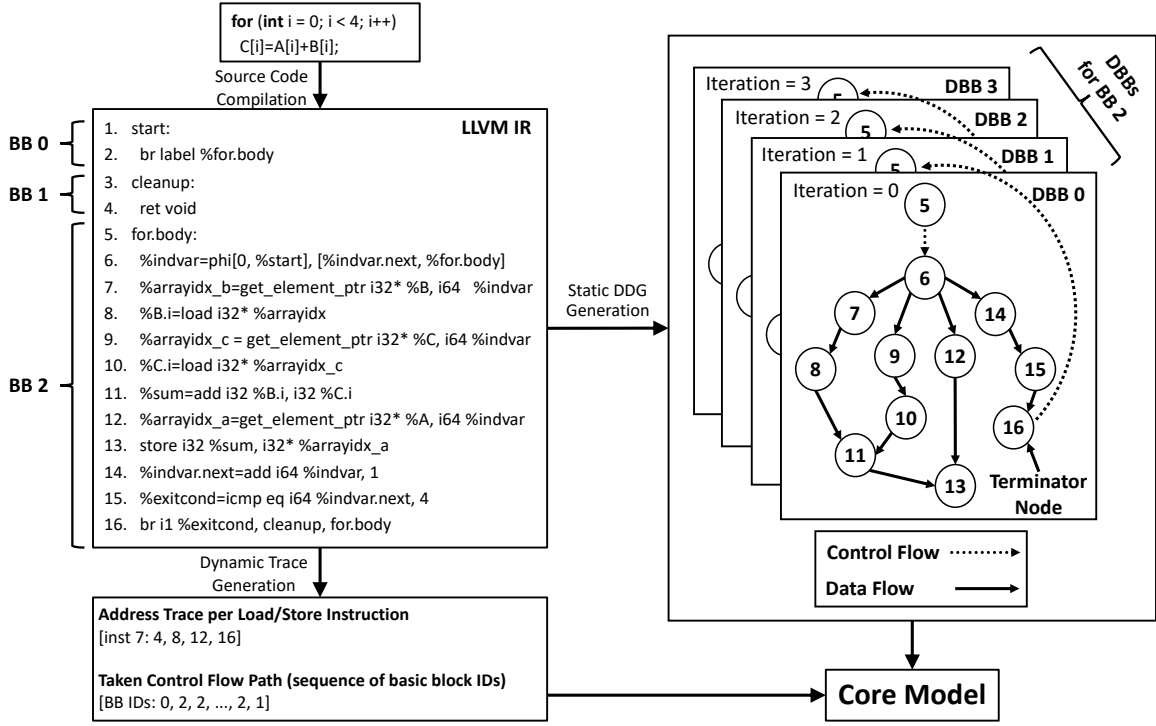 for (int i = 0; i < 4; i++)
C[i]=A[i]+B[i];
Source Code
Compilation
LLVM IR
BB 0
1. start:
2. br label %for.body
BB 1
3. cleanup:
4. ret void
BB 2
5. for.body:
6. %indvar=phi[0, %start], [%indvar.next, %for.body]
7. %arrayidx_b=get_element_ptr i32* %B, i64 %indvar
8. %B.i=load i32* %arrayidx
9. %arrayidx_c = get_element_ptr i32* %C, i64 %indvar
10. %C.i=load i32* %arrayidx_c
11. %sum=add i32 %B.i, i32 %C.i
12. %arrayidx_a=get_element_ptr i32* %A, i64 %indvar
13. store i32 %sum, i32* %arrayidx_a
14. %indvar.next=add i64 %indvar, 1
15. %exitcond=icmp eq i64 %indvar.next, 4
16. br i1 %exitcond, cleanup, for.body
Dynamic Trace
Generation
Address Trace per Load/Store Instruction
[inst 7: 4, 8, 12, 16]
Taken Control Flow Path (sequence of basic block IDs)
[BB IDs: 0, 2, 2, ..., 2, 1]
Static DDG
Generation
DBBs
for BB 2
Iteration = 3
DBB 3
5
Iteration = 2
DBB 2
5
Iteration = 1
DBB 1
5
Iteration = 0
DBB 0
5
6
7
14
8
9
12
15
10
16
11
13
Terminator
Node
Control Flow
Data Flow
Core Model